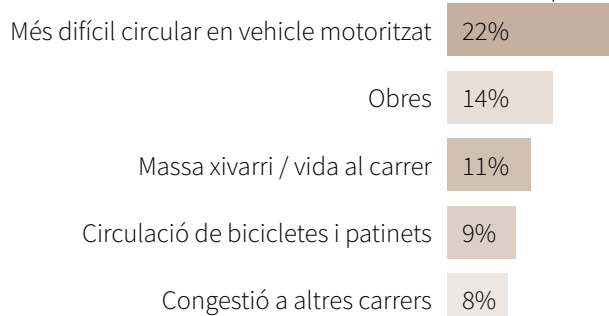 Més difícil circular en vehicle motoritzat 22%
Obres 14%
Massa xivarri / vida al carrer 11%
Circulació de bicicletes i patinets 9%
Congestió a altres carrers 8%